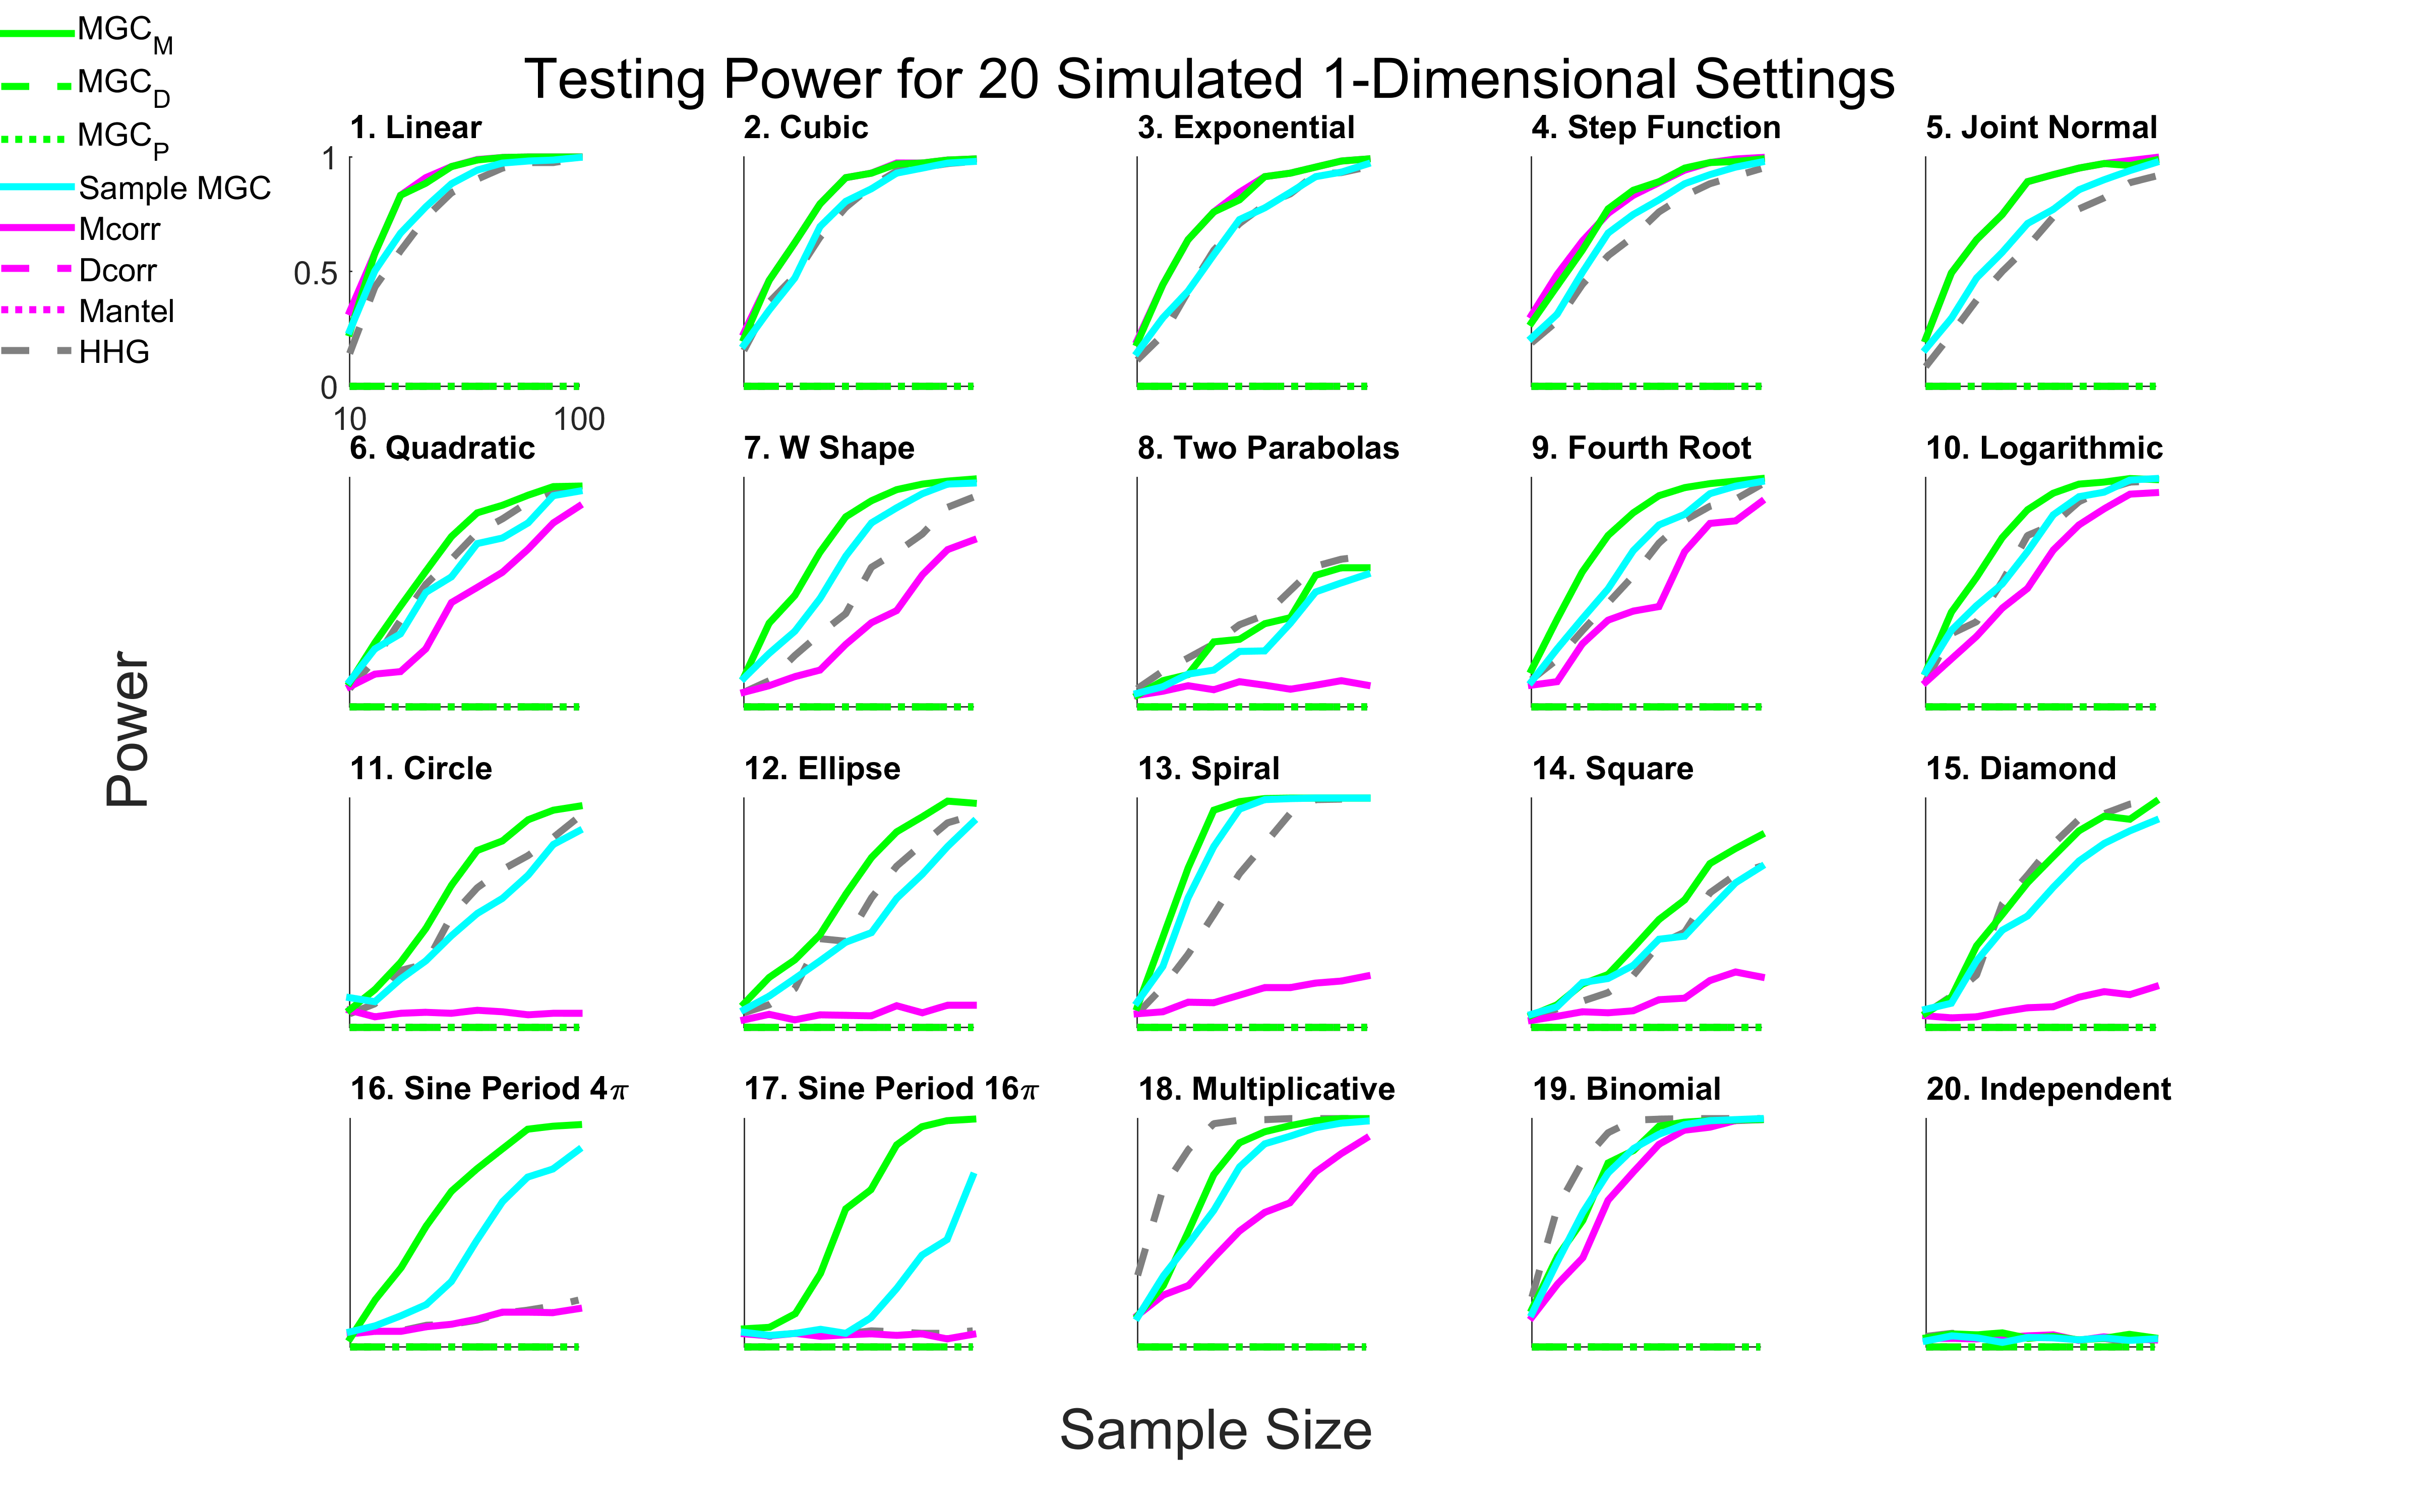 MGC_M
MGC_D
MGC_P
Sample MGC
Mcorr
Dcorr
Mantel
HHG
Testing Power for 20 Simulated 1-Dimensional Settings
1. Linear
2. Cubic
3. Exponential
4. Step Function
5. Joint Normal
1
0.5
0
10
100
6. Quadratic
7. W Shape
8. Two Parabolas
9. Fourth Root
10. Logarithmic
Power
11. Circle
12. Ellipse
13. Spiral
14. Square
15. Diamond
16. Sine Period 4π
17. Sine Period 16π
18. Multiplicative
19. Binomial
20. Independent
Sample Size